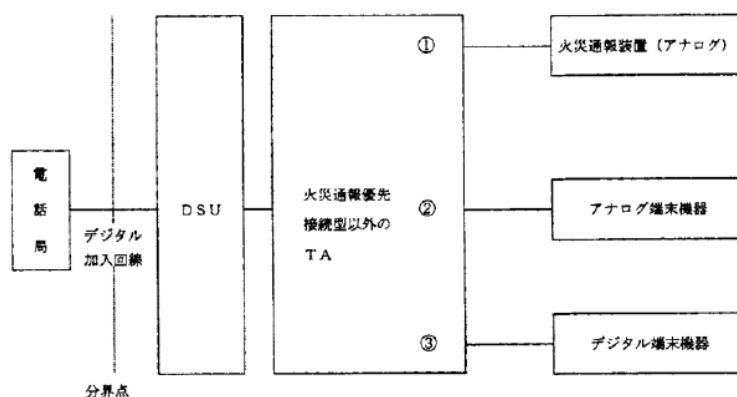 ①
火災通報装置（アナログ）
電
話
局
DSU
火災通報優先
接続型以外の
TA
②
アナログ端末機器
デジタル
加入回線
③
デジタル端末機器
分界点